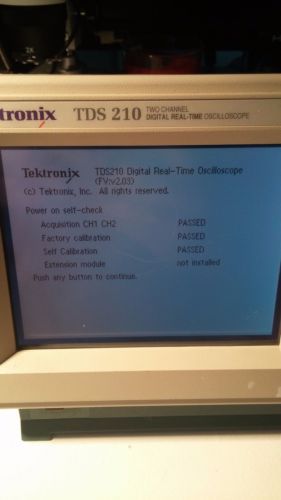 tronix TDS 210 TWO CHANNEL
DIGITAL REAL-TIME OSCILLOSCOPE
Tektronix TDS210 Digital Real-Time Oscilloscope
(FV:v2.03)
(c) Tektronix, Inc. All rights reserved.
Power on self-check
Acquisition CH1 CH2 PASSED
Factory calibration PASSED
Self Calibration PASSED
Extension module not installed
Push any button to continue.